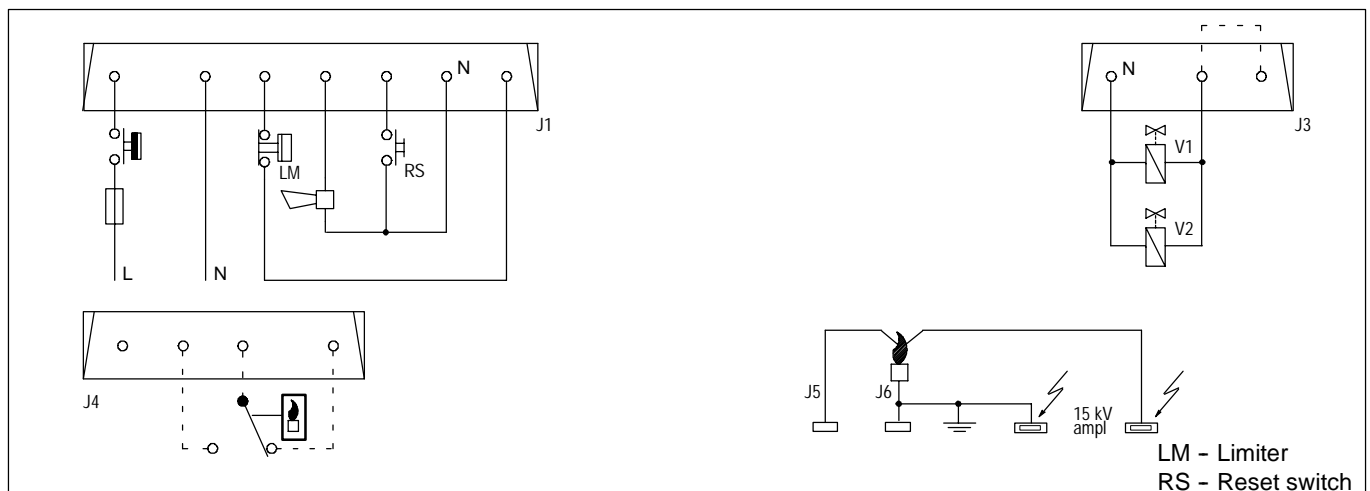 N
J1
LM
RS
L
N
N
J3
V1
V2
J4
J5
J6
15 kV
ampl
LM - Limiter
RS - Reset switch